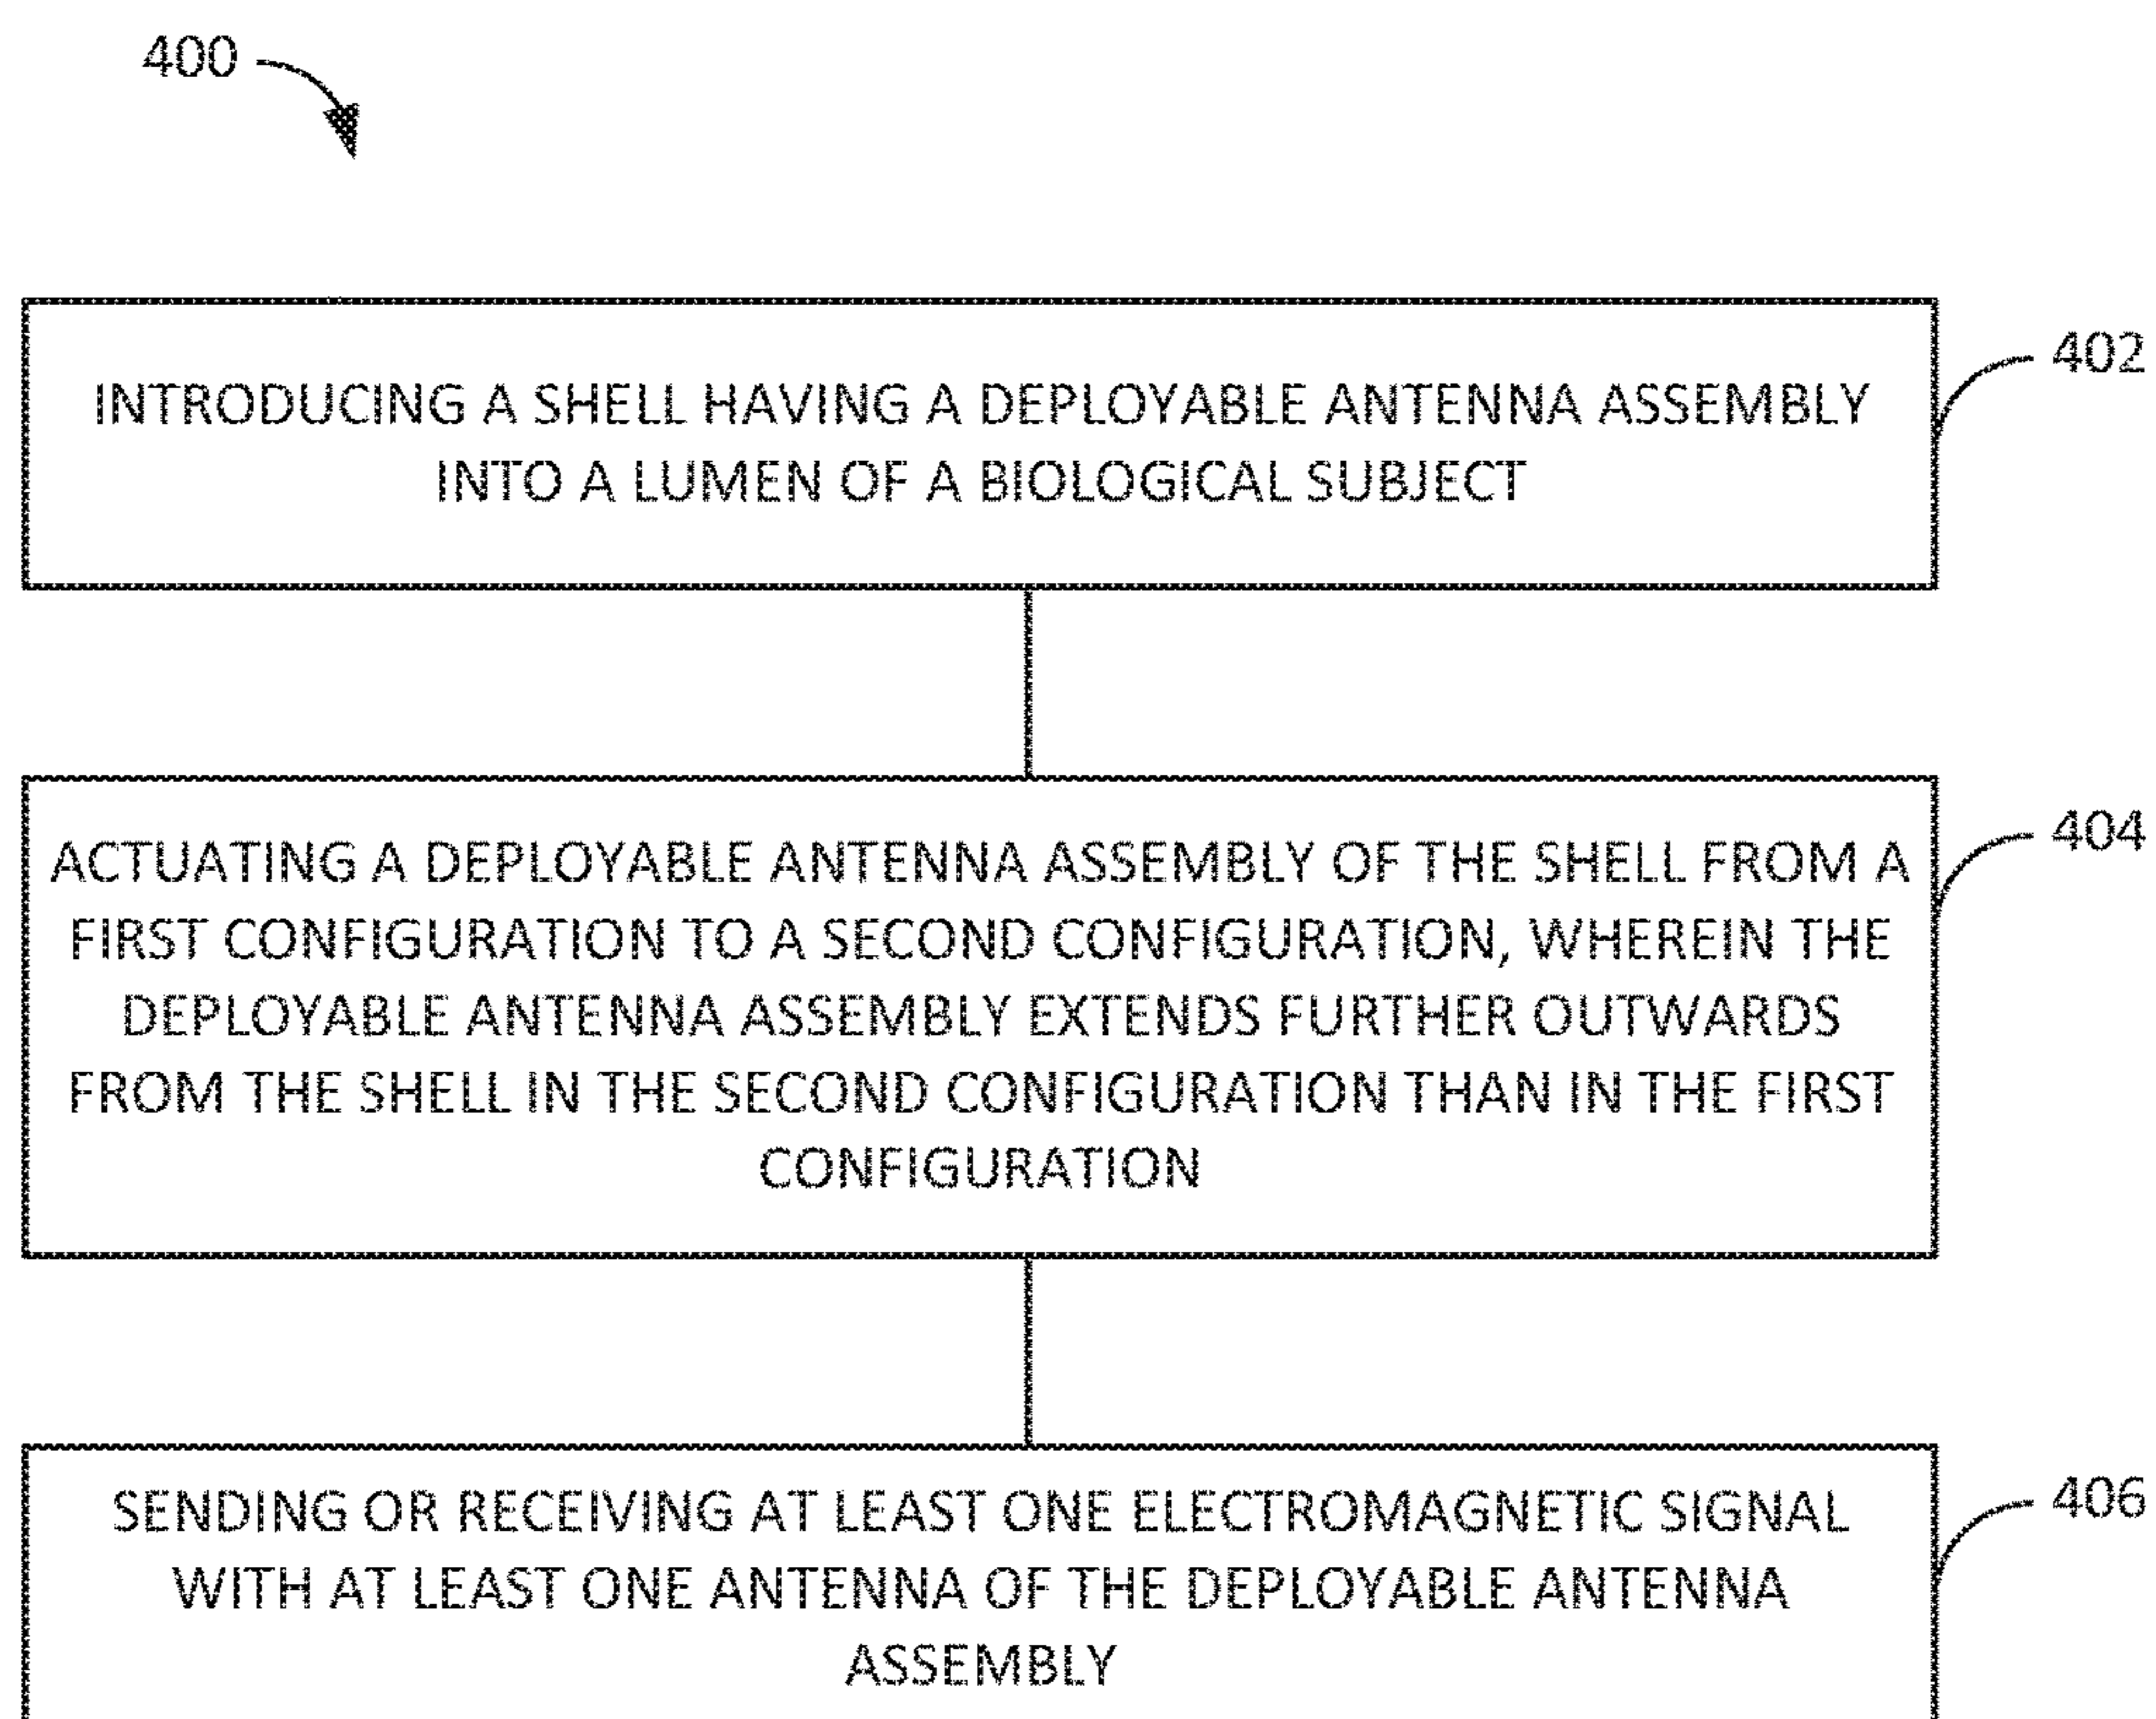 400
402
INTRODUCING A SHELL HAVING A DEPLOYABLE ANTENNA ASSEMBLY
INTO A LUMEN OF A BIOLOGICAL SUBJECT
404
ACTUATING A DEPLOYABLE ANTENNA ASSEMBLY OF THE SHELL FROM A
FIRST CONFIGURATION TO A SECOND CONFIGURATION, WHEREIN THE
DEPLOYABLE ANTENNA ASSEMBLY EXTENDS FURTHER OUTWARDS
FROM THE SHELL IN THE SECOND CONFIGURATION THAN IN THE FIRST
CONFIGURATION
406
SENDING OR RECEIVING AT LEAST ONE ELECTROMAGNETIC SIGNAL
WITH AT LEAST ONE ANTENNA OF THE DEPLOYABLE ANTENNA
ASSEMBLY